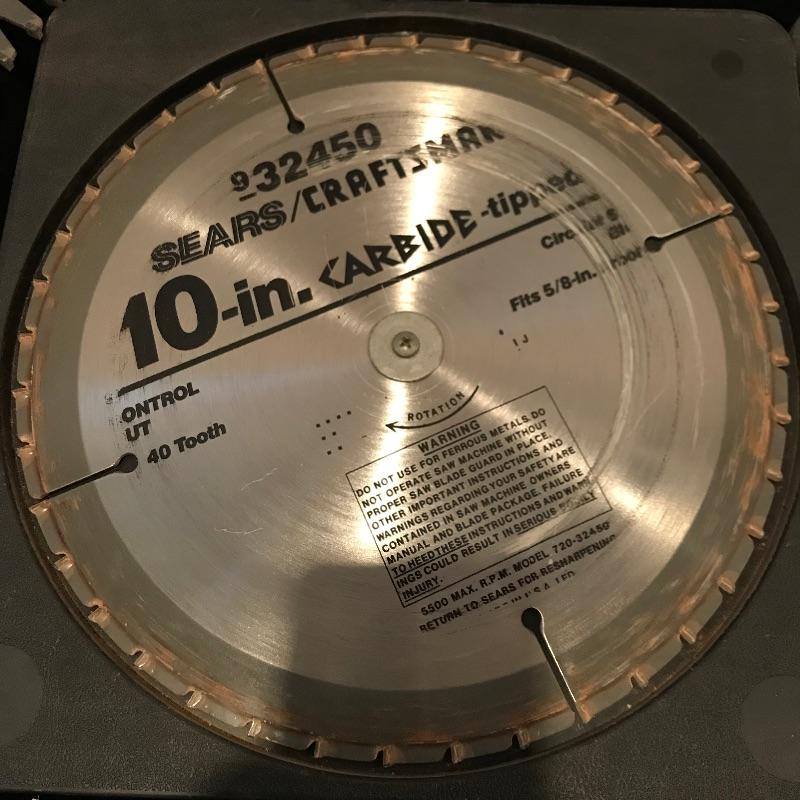 9 32450
SEARS/CRAFTSMAN
10-in. CARBIDE-tipped
Fits 5/8-in.
ONTROL
UT
40 Tooth
ROTATION
WARNING
DO NOT USE FOR FERROUS METALS. DO
NOT OPERATE SAW MACHINE WITHOUT
PROPER SAW BLADE GUARD IN PLACE.
OTHER IMPORTANT INSTRUCTIONS AND
WARNINGS REGARDING YOUR SAFETY ARE
CONTAINED IN SAW MACHINE OWNERS
MANUAL AND BLADE PACKAGE. FAILURE
TO HEED THESE INSTRUCTIONS AND WARN-
INGS COULD RESULT IN SERIOUS BODILY
INJURY.
5500 MAX. R.P.M. MODEL 720-32450
RETURN TO SEARS FOR RESHARPENING
IN U.S.A.